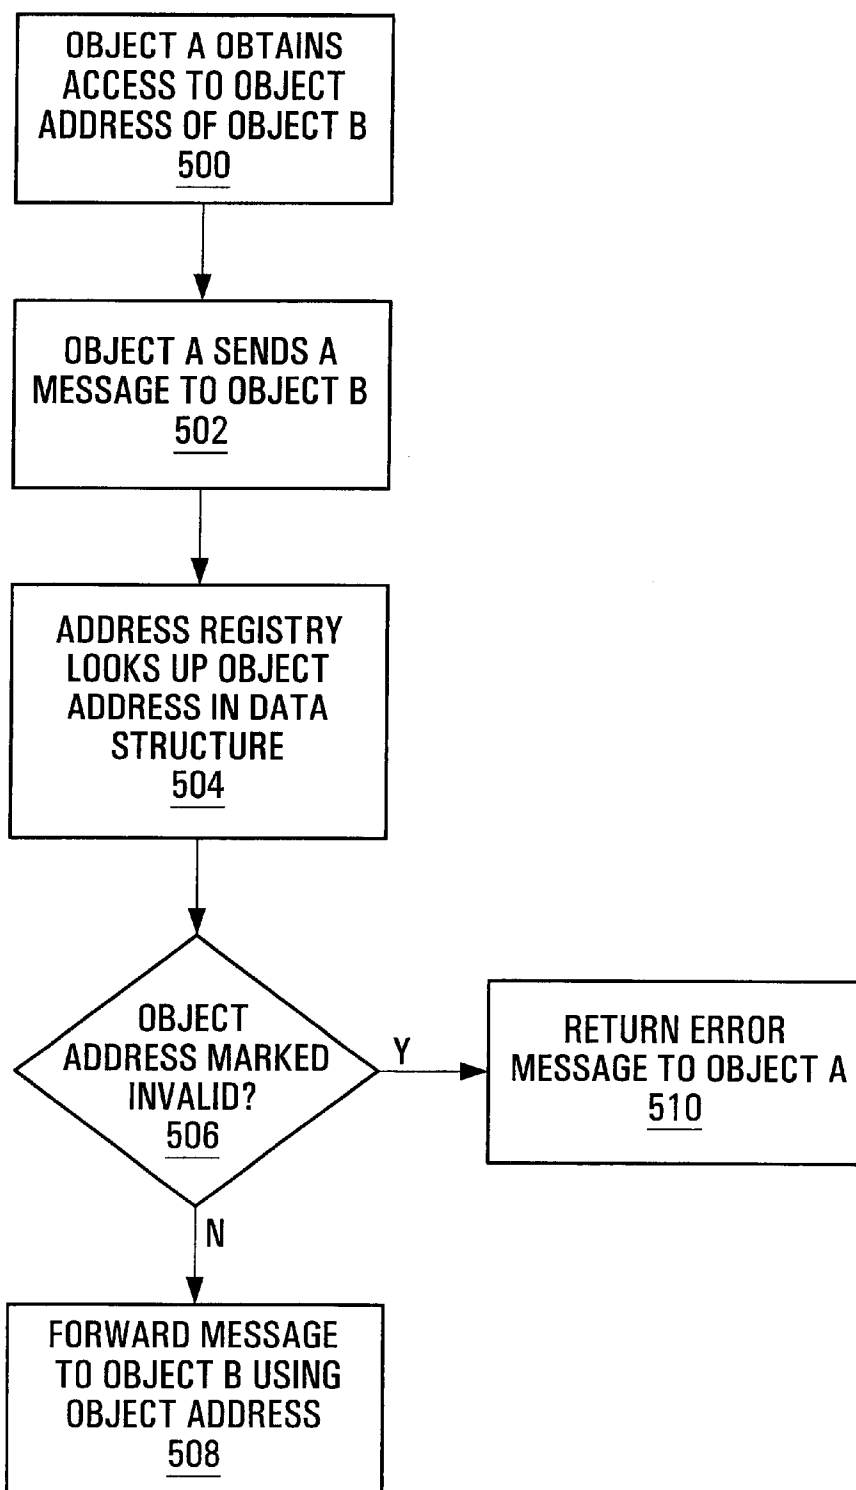 OBJECT A OBTAINS
ACCESS TO OBJECT
ADDRESS OF OBJECT B
500
OBJECT A SENDS A
MESSAGE TO OBJECT B
502
ADDRESS REGISTRY
LOOKS UP OBJECT
ADDRESS IN DATA
STRUCTURE
504
OBJECT
ADDRESS MARKED
INVALID?
506
Y
RETURN ERROR
MESSAGE TO OBJECT A
510
N
FORWARD MESSAGE
TO OBJECT B USING
OBJECT ADDRESS
508